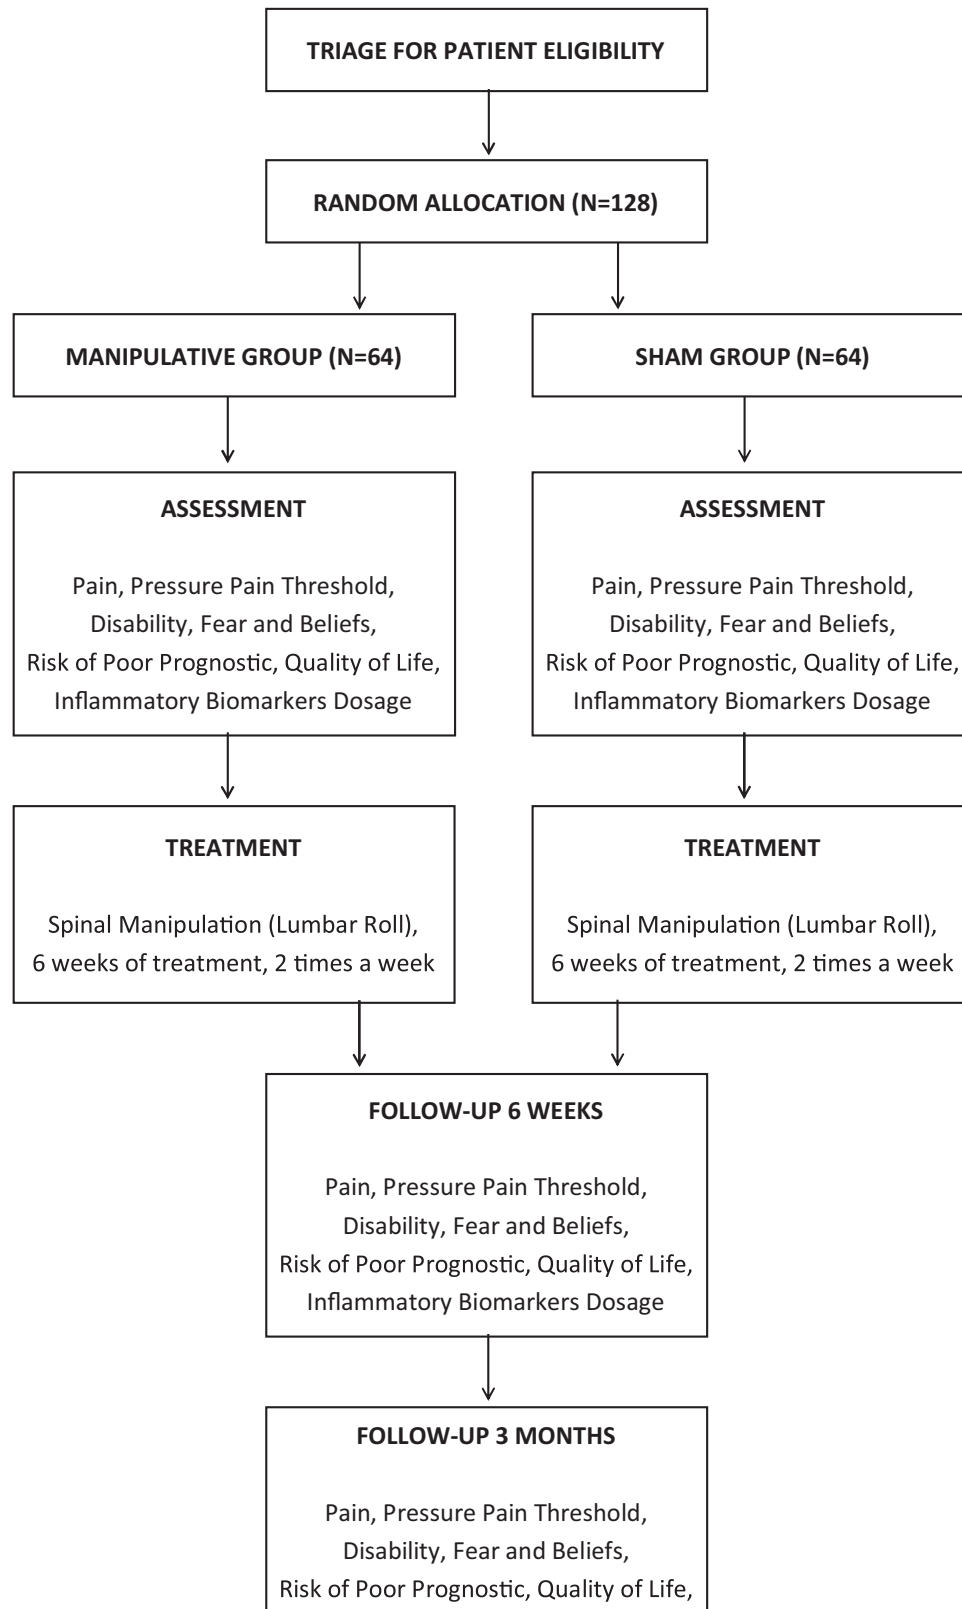 TRIAGE FOR PATIENT ELIGIBILITY
RANDOM ALLOCATION (N=128)
MANIPULATIVE GROUP (N=64)
SHAM GROUP (N=64)
ASSESSMENT
Pain, Pressure Pain Threshold,
Disability, Fear and Beliefs,
Risk of Poor Prognostic, Quality of Life,
Inflammatory Biomarkers Dosage
ASSESSMENT
Pain, Pressure Pain Threshold,
Disability, Fear and Beliefs,
Risk of Poor Prognostic, Quality of Life,
Inflammatory Biomarkers Dosage
TREATMENT
Spinal Manipulation (Lumbar Roll),
6 weeks of treatment, 2 times a week
TREATMENT
Spinal Manipulation (Lumbar Roll),
6 weeks of treatment, 2 times a week
FOLLOW-UP 6 WEEKS
Pain, Pressure Pain Threshold,
Disability, Fear and Beliefs,
Risk of Poor Prognostic, Quality of Life,
Inflammatory Biomarkers Dosage
FOLLOW-UP 3 MONTHS
Pain, Pressure Pain Threshold,
Disability, Fear and Beliefs,
Risk of Poor Prognostic, Quality of Life,